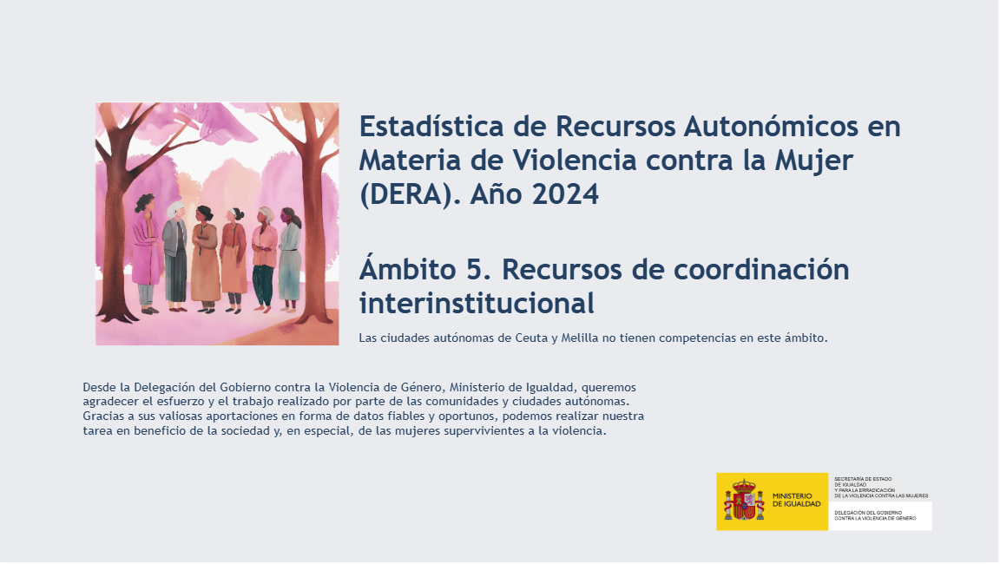 Estadística de Recursos Autonómicos en
Materia de Violencia contra la Mujer
(DERA). Año 2024
Ámbito 5. Recursos de coordinación
interinstitucional
Las ciudades autónomas de Ceuta y Melilla no tienen competencias en este ámbito.
Desde la Delegación del Gobierno contra la Violencia de Género, Ministerio de Igualdad, queremos
agradecer el esfuerzo y el trabajo realizado por parte de las comunidades y ciudades autónomas.
Gracias a sus valiosas aportaciones en forma de datos fiables y oportunos, podemos realizar nuestra
tarea en beneficio de la sociedad y, en especial, de las mujeres supervivientes a la violencia.
MINISTERIO
DE IGUALDAD
SECRETARÍA DE ESTADO
DE IGUALDAD
Y PARA LA ERRADICACIÓN
DE LA VIOLENCIA CONTRA LAS MUJERES
DELEGACIÓN DEL GOBIERNO
CONTRA LA VIOLENCIA DE GÉNERO